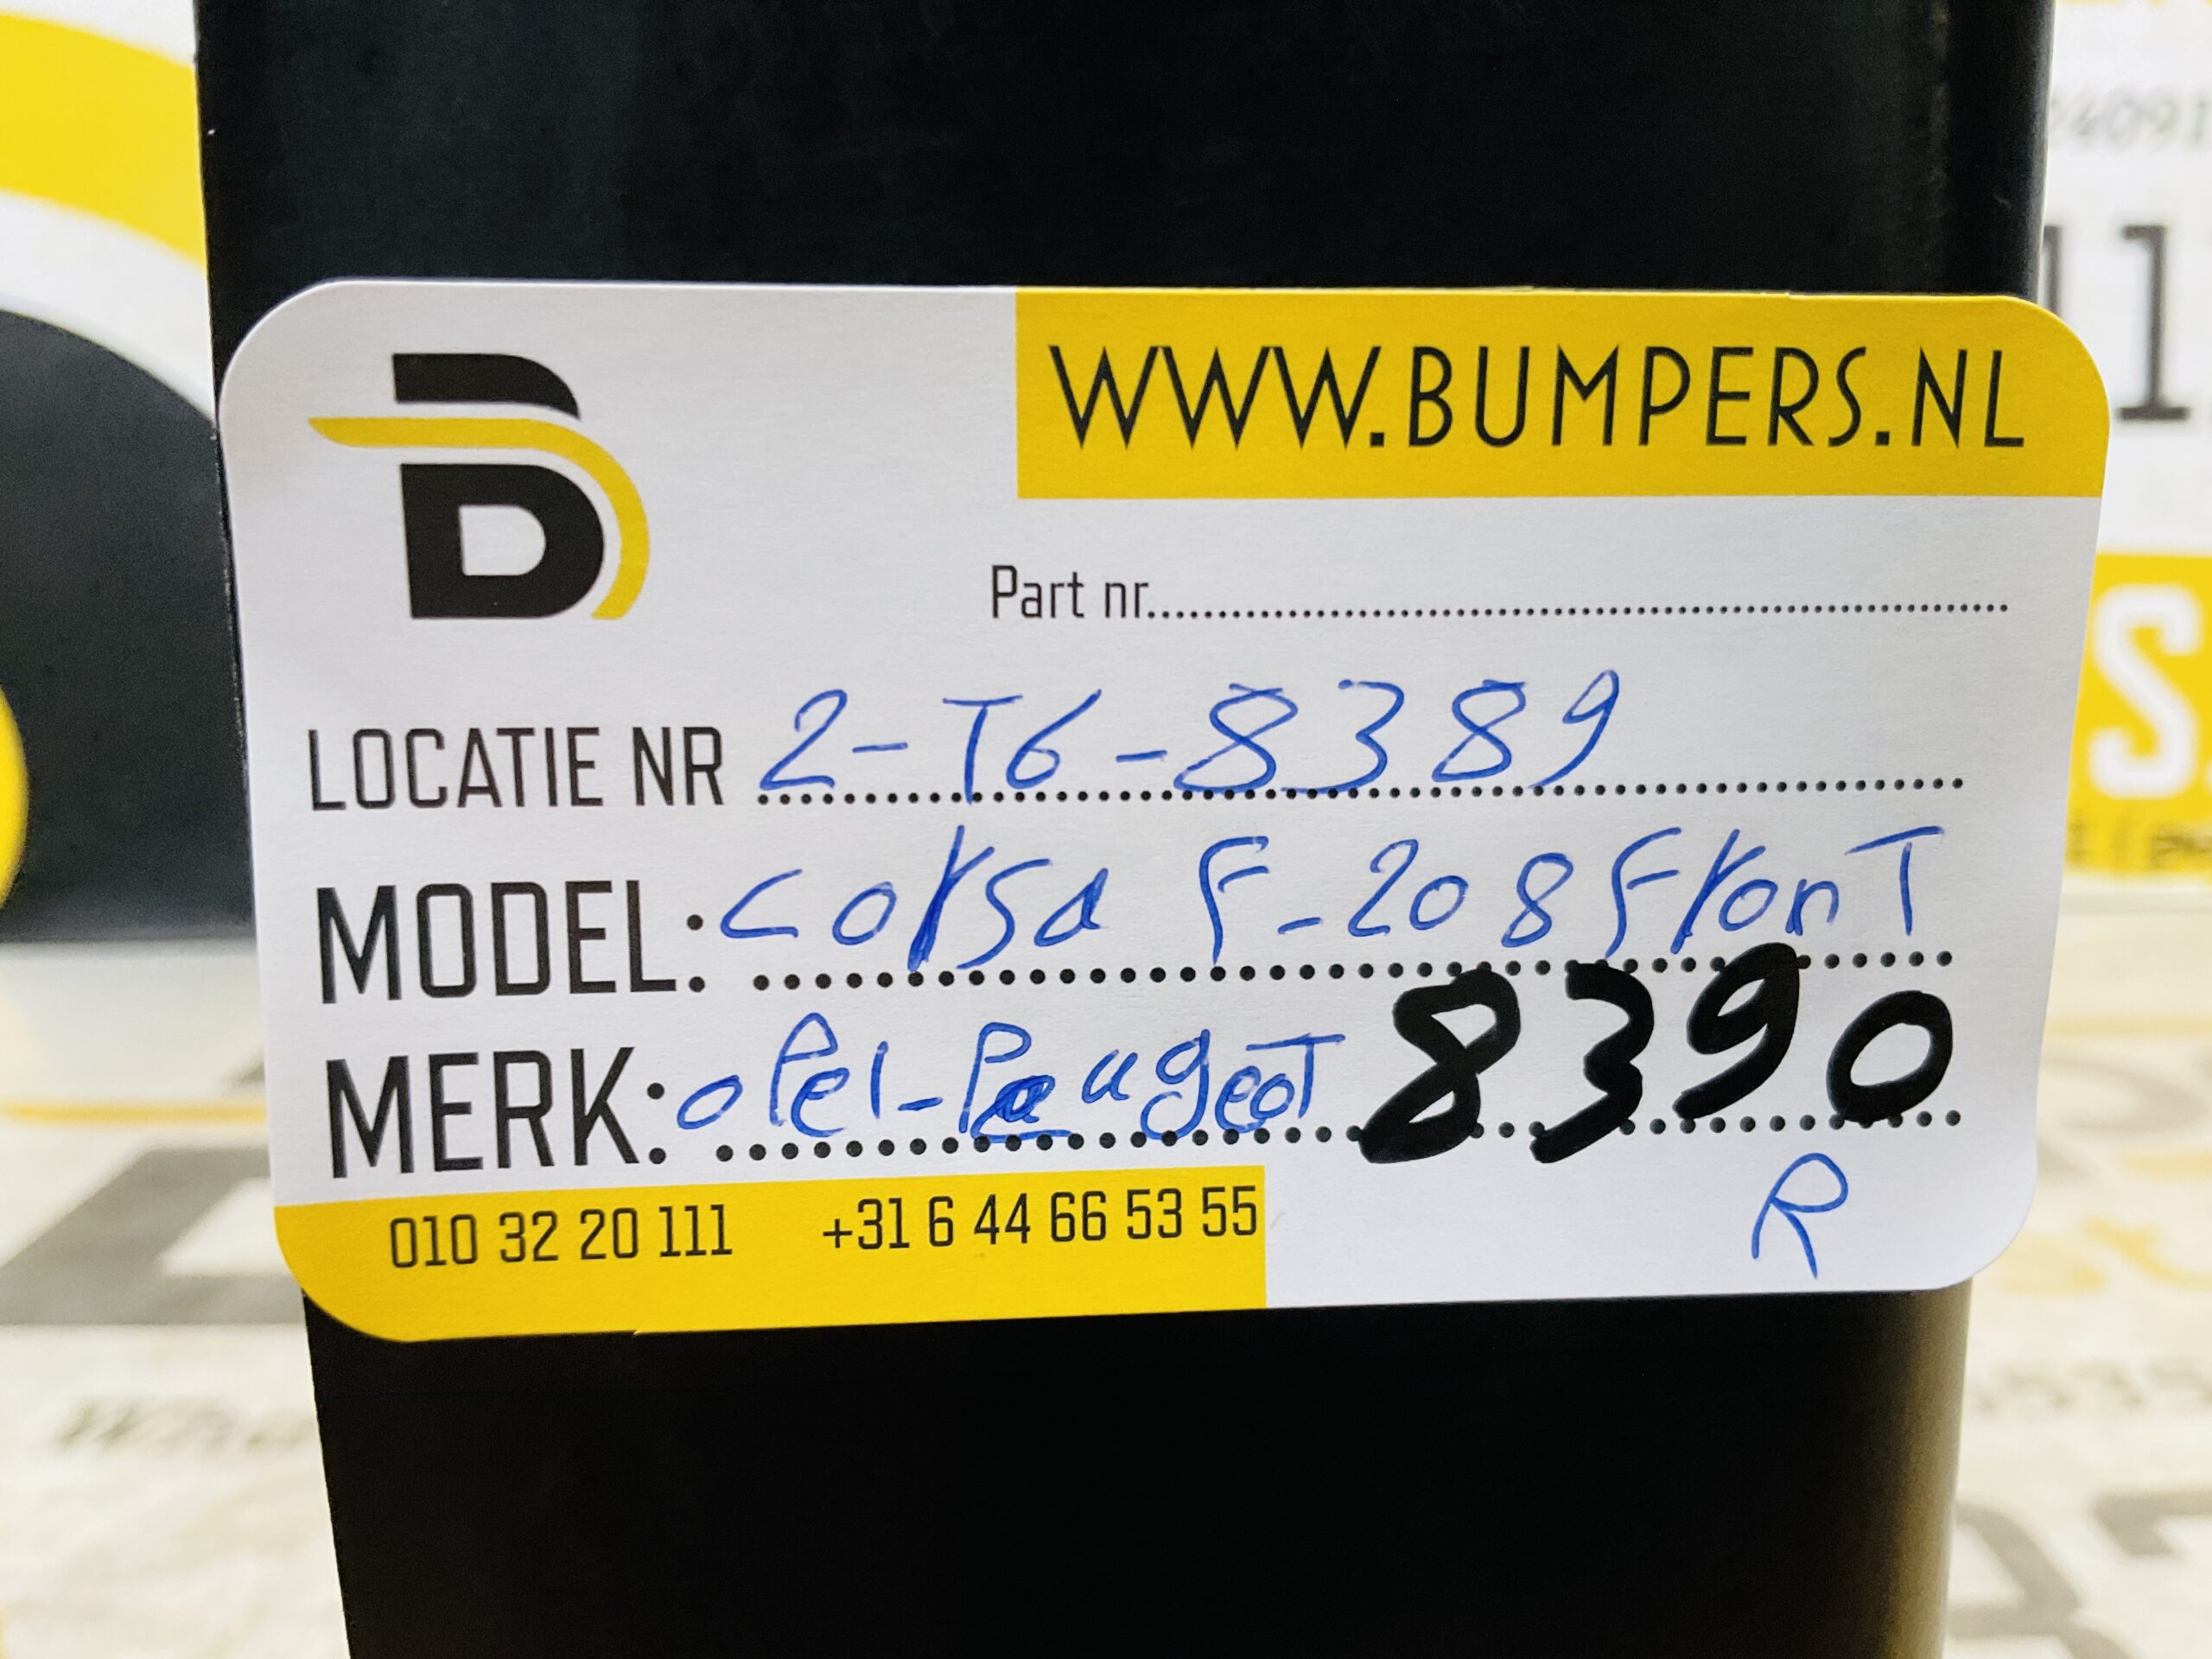 WWW.BUMPERS.NL
Part nr.
LOCATIE NR 2-T6-8389
MODEL: corsa F-208 FronT
MERK: oPel-PeugeoT 8390
010 32 20 111 +31 6 44 66 53 55
R